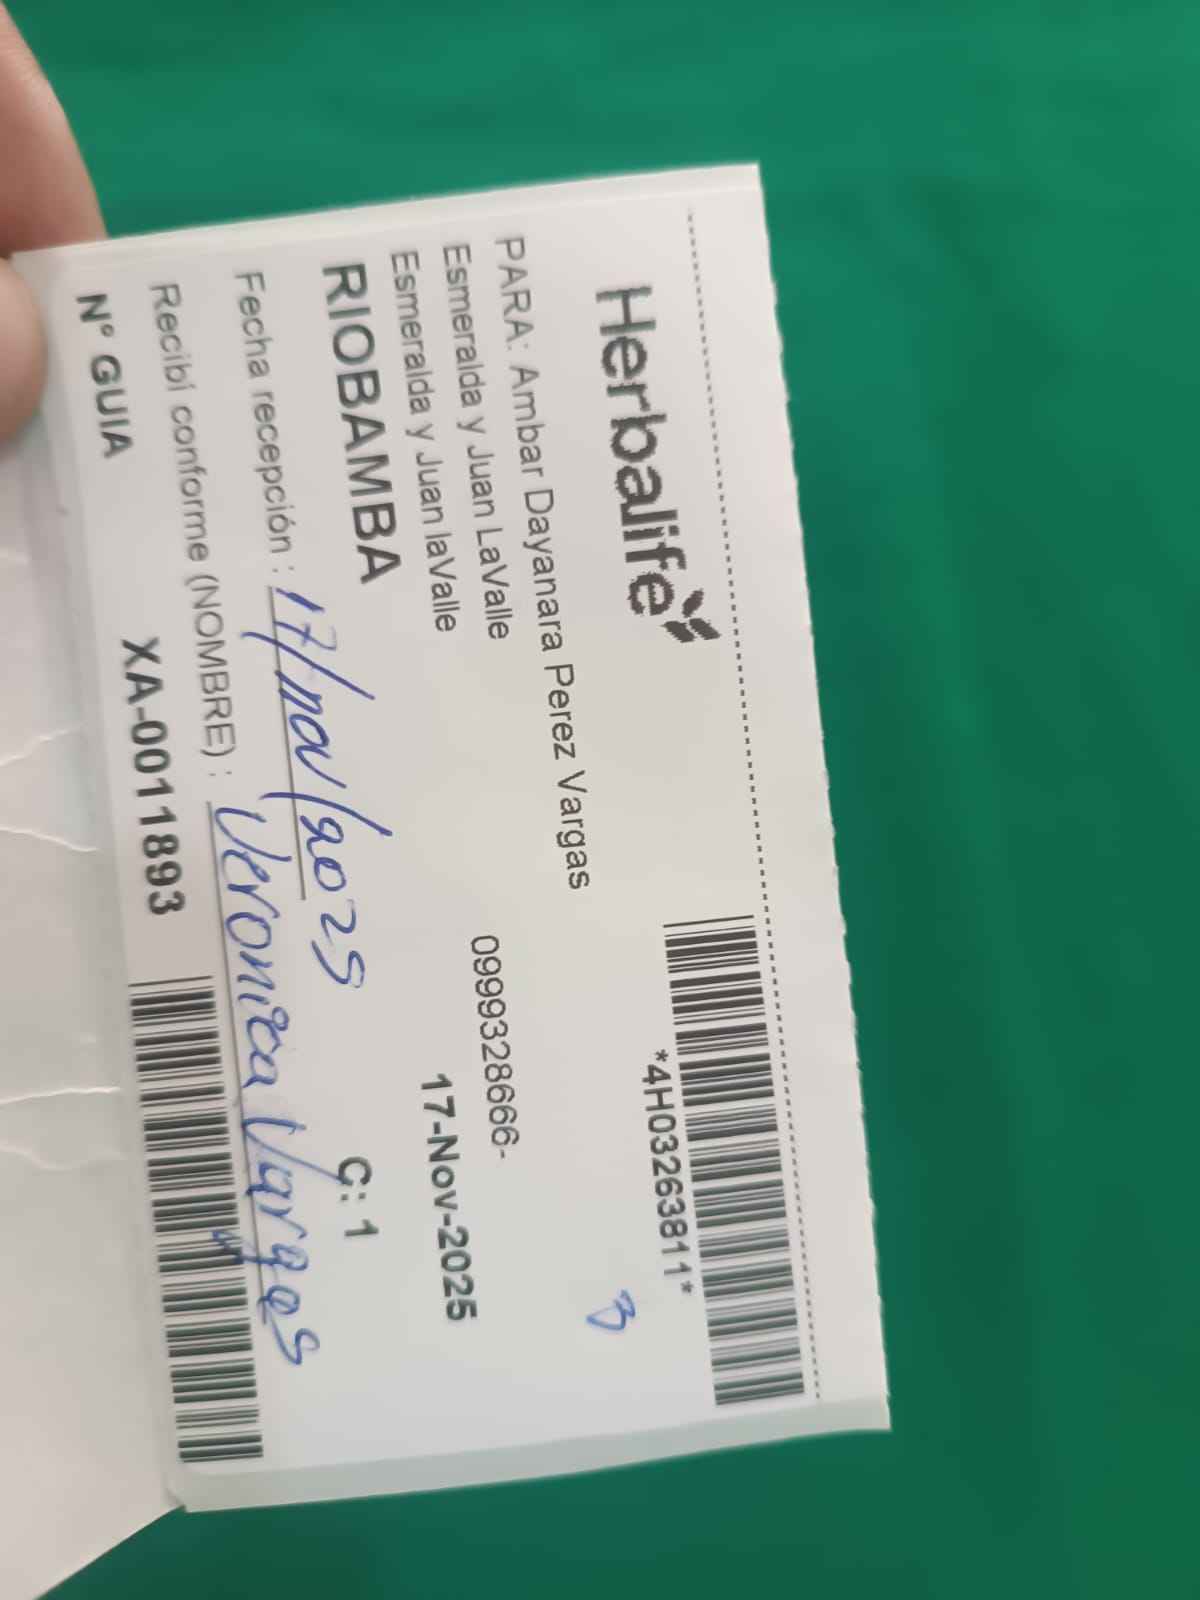 Herbalife
*4H03263811*
3
PARA: Ambar Dayanara Perez Vargas
Esmeralda y Juan LaValle 0999328666-
Esmeralda y Juan laValle 17-Nov-2025
RIOBAMBA C: 1
Fecha recepción : 17/nov/2025
Recibí conforme (NOMBRE) : Veronica Vargas
N° GUIA XA-0011893